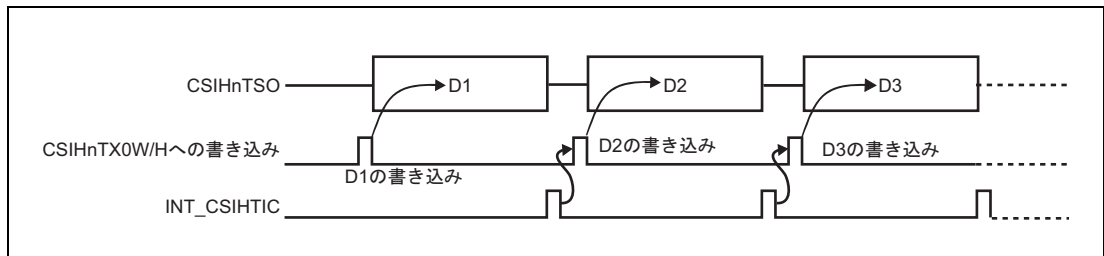 CSIHnTSO
D1
D2
D3
CSIHnTX0W/Hへの書き込み
D1の書き込み
D2の書き込み
D3の書き込み
INT_CSIHTIC